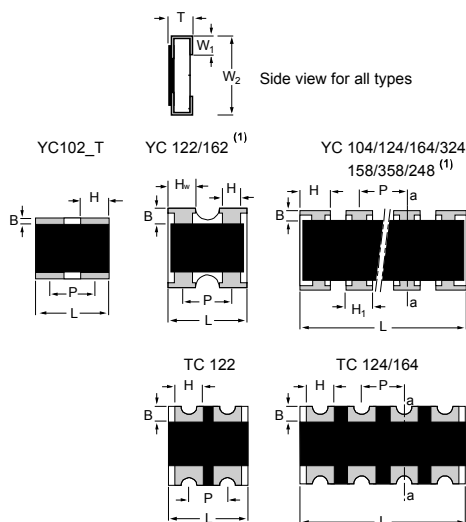 T
W1
W2
Side view for all types
YC102_T
YC 122/162 (1)
YC 104/124/164/324
158/358/248 (1)
H
B
P
L
Hw
H
B
P
L
H
P
a
B
H1
a
L
TC 122
TC 124/164
H
B
P
L
H
P
a
B
a
L